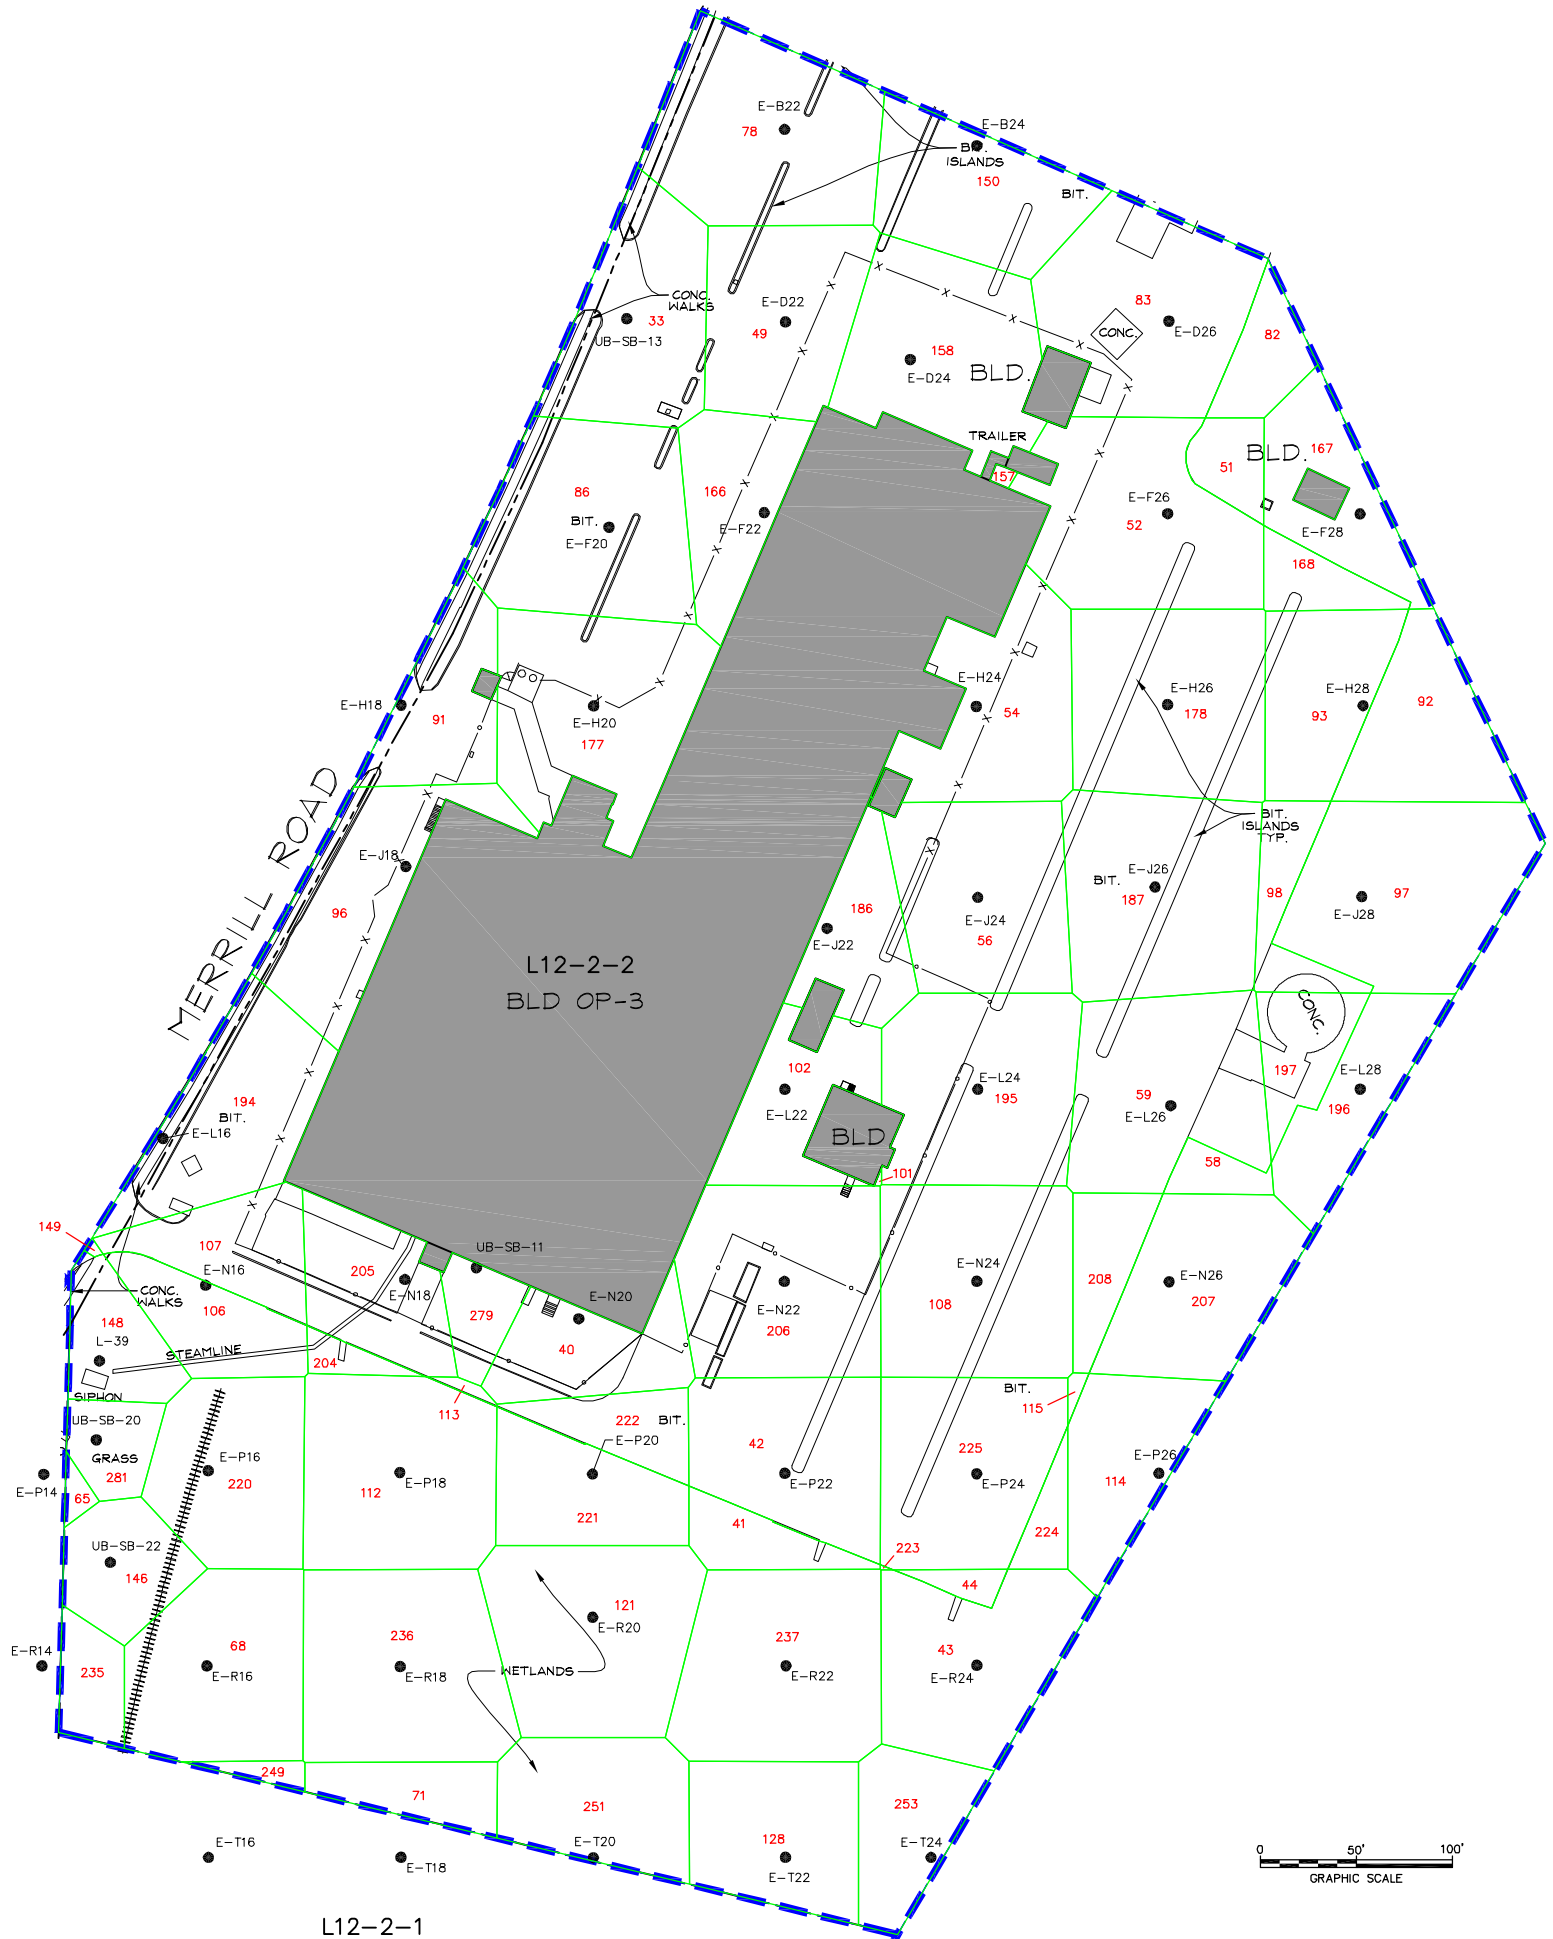 E-B22
78
E-B24
BIT.
ISLANDS
150
BIT.
CONC.
WALKS
33
UB-SB-13
E-D22
49
83
E-D26
CONC.
82
158
E-D24
BLD.
TRAILER
157
BLD.
167
51
86
BIT.
E-F20
166
E-F22
E-F26
52
E-F28
168
E-H18
91
E-H20
177
E-H24
54
E-H26
178
E-H28
93
92
MERRILL ROAD
BIT.
ISLANDS
TYP.
E-J18
96
186
E-J22
E-J24
56
BIT.
E-J26
187
98
97
E-J28
L12-2-2
BLD OP-3
CONC.
197
102
E-L22
BLD
101
E-L24
195
59
E-L26
E-L28
196
58
194
BIT.
E-L16
149
107
CONC.
WALKS
E-N16
106
205
E-N18
UB-SB-11
279
E-N20
40
E-N22
206
E-N24
108
208
E-N26
207
148
L-39
SIPHON
STEAMLINE
204
113
BIT.
115
UB-SB-20
GRASS
281
E-P14
65
E-P16
220
112
E-P18
222
BIT.
E-P20
221
42
E-P22
41
225
E-P24
223
224
E-P26
114
44
UB-SB-22
146
E-R14
235
68
E-R16
236
E-R18
121
E-R20
WETLANDS
237
E-R22
43
E-R24
249
71
251
128
253
E-T16
E-T18
E-T20
E-T22
E-T24
0 50' 100'
GRAPHIC SCALE
L12-2-1